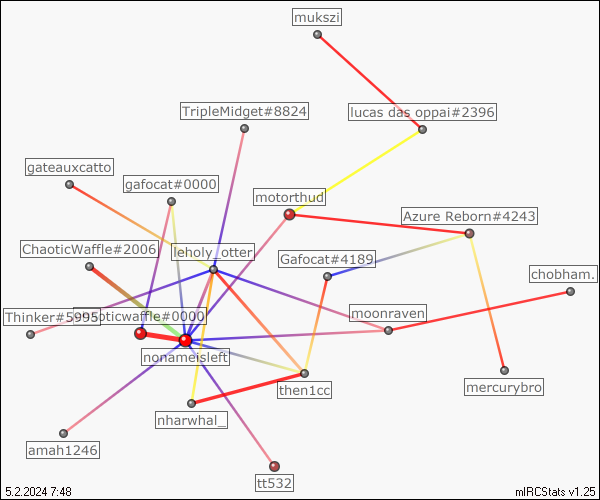 mukszi
TripleMidget#8824
lucas das oppai#2396
gateauxcatto
gafocat#0000
motorthud
Azure Reborn#4243
ChaoticWaffle#2006
leholy_otter
Gafocat#4189
chobham.
Thinker#5995
oticwaffle#0000
moonraven
nonameisleft
then1cc
mercurybro
nharwhal_
amah1246
tt532
5.2.2024 7:48
mIRCStats v1.25